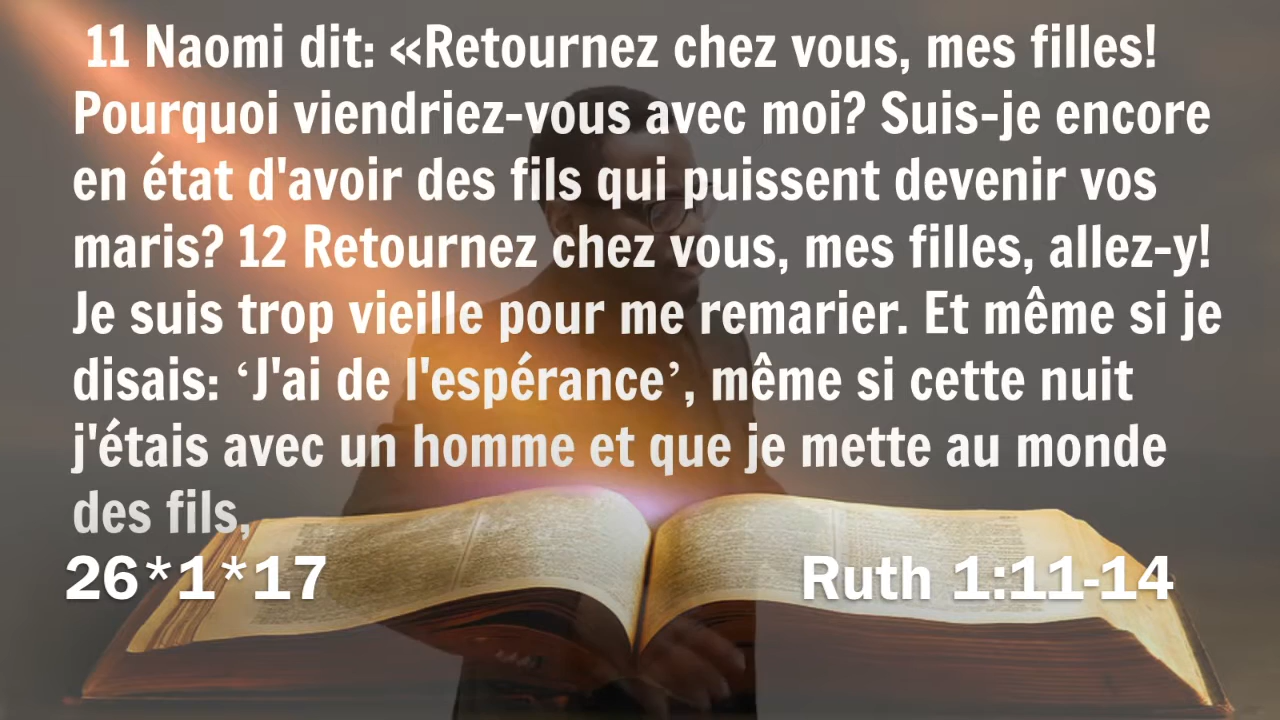 11 Naomi dit: «Retournez chez vous, mes filles!
Pourquoi viendriez-vous avec moi? Suis-je encore
en état d'avoir des fils qui puissent devenir vos
maris? 12 Retournez chez vous, mes filles, allez-y!
Je suis trop vieille pour me remarier. Et même si je
disais: ‘J'ai de l'espérance’, même si cette nuit
j'étais avec un homme et que je mette au monde
des fils,
26*1*17
Ruth 1:11-14